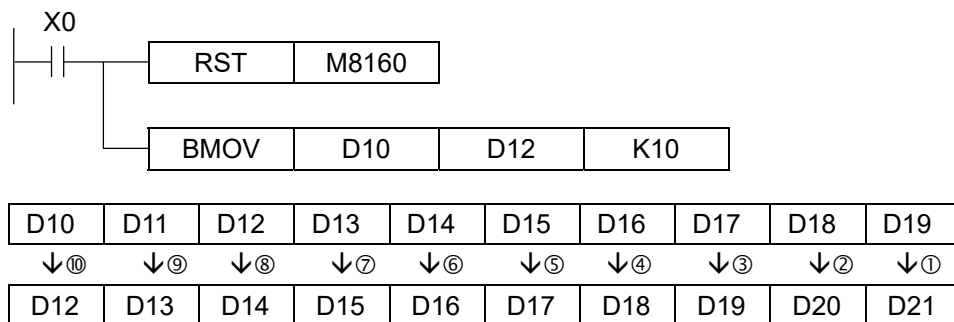 X0
RST M8160
BMOV D10 D12 K10
D10 D11 D12 D13 D14 D15 D16 D17 D18 D19
↓⑩ ↓⑨ ↓⑧ ↓⑦ ↓⑥ ↓⑤ ↓④ ↓③ ↓② ↓①
D12 D13 D14 D15 D16 D17 D18 D19 D20 D21